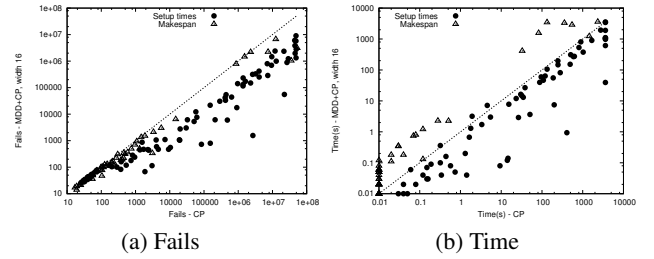 Setup times
Makespan
Fails - MDD+CP, width 16
1e+08
1e+07
1e+06
100000
10000
1000
100
10
10 100 1000 10000 100000 1e+06 1e+07 1e+08
Fails - CP
(a) Fails
Setup times
Makespan
Time(s) - MDD+CP, width 16
10000
1000
100
10
1
0.1
0.01
0.01 0.1 1 10 100 1000 10000
Time(s) - CP
(b) Time